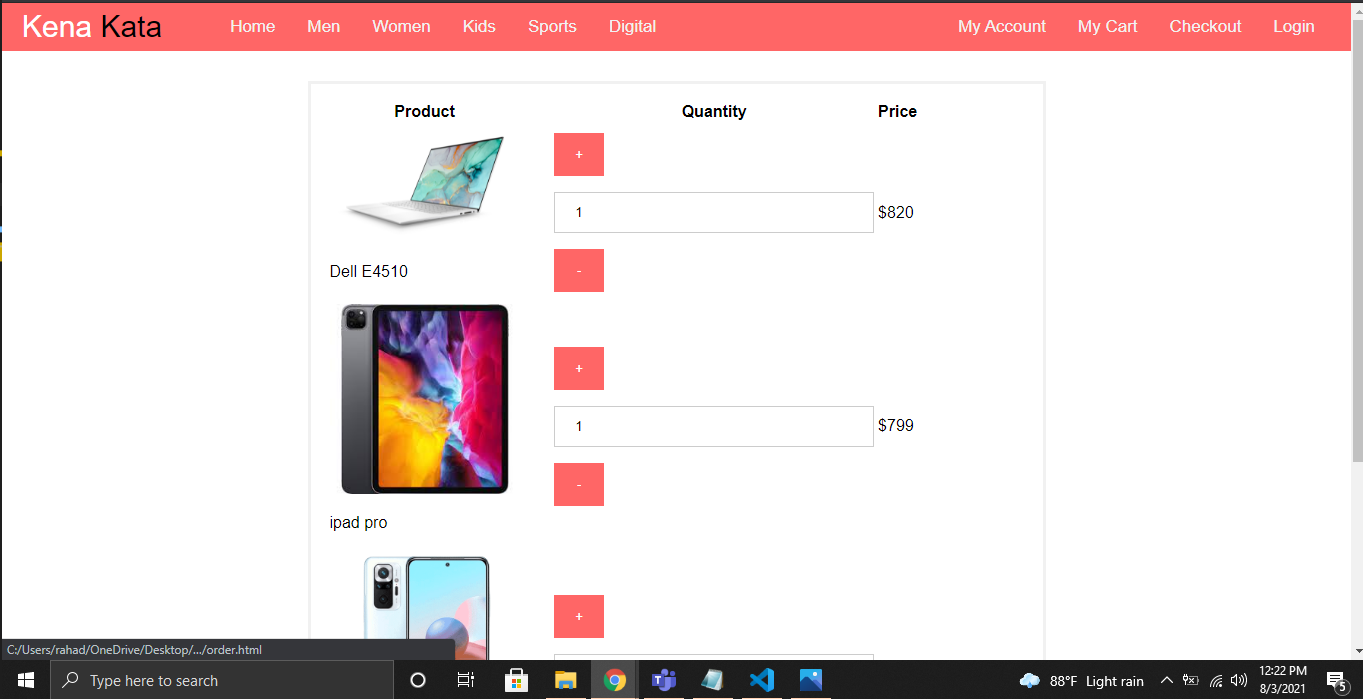 Kena Kata Home Men Women Kids Sports Digital My Account My Cart Checkout Login
Product Quantity Price
+
1 $820
Dell E4510 -
+
1 $799
-
ipad pro
+
C:/Users/rahad/OneDrive/Desktop/.../order.html
Type here to search 88°F Light rain 12:22 PM
8/3/2021 5